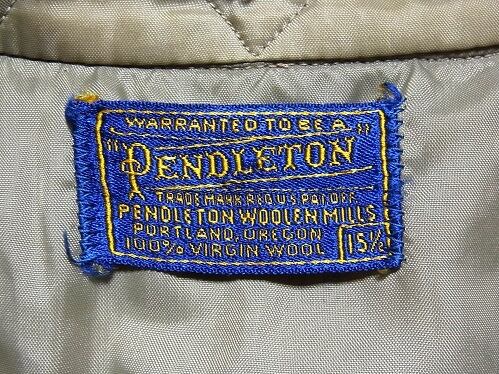 WARRANTED TO BE A
"PENDLETON"
TRADE MARK REG. U.S. PAT. OFF.
PENDLETON WOOLEN MILLS
PORTLAND, OREGON
100% VIRGIN WOOL
15½